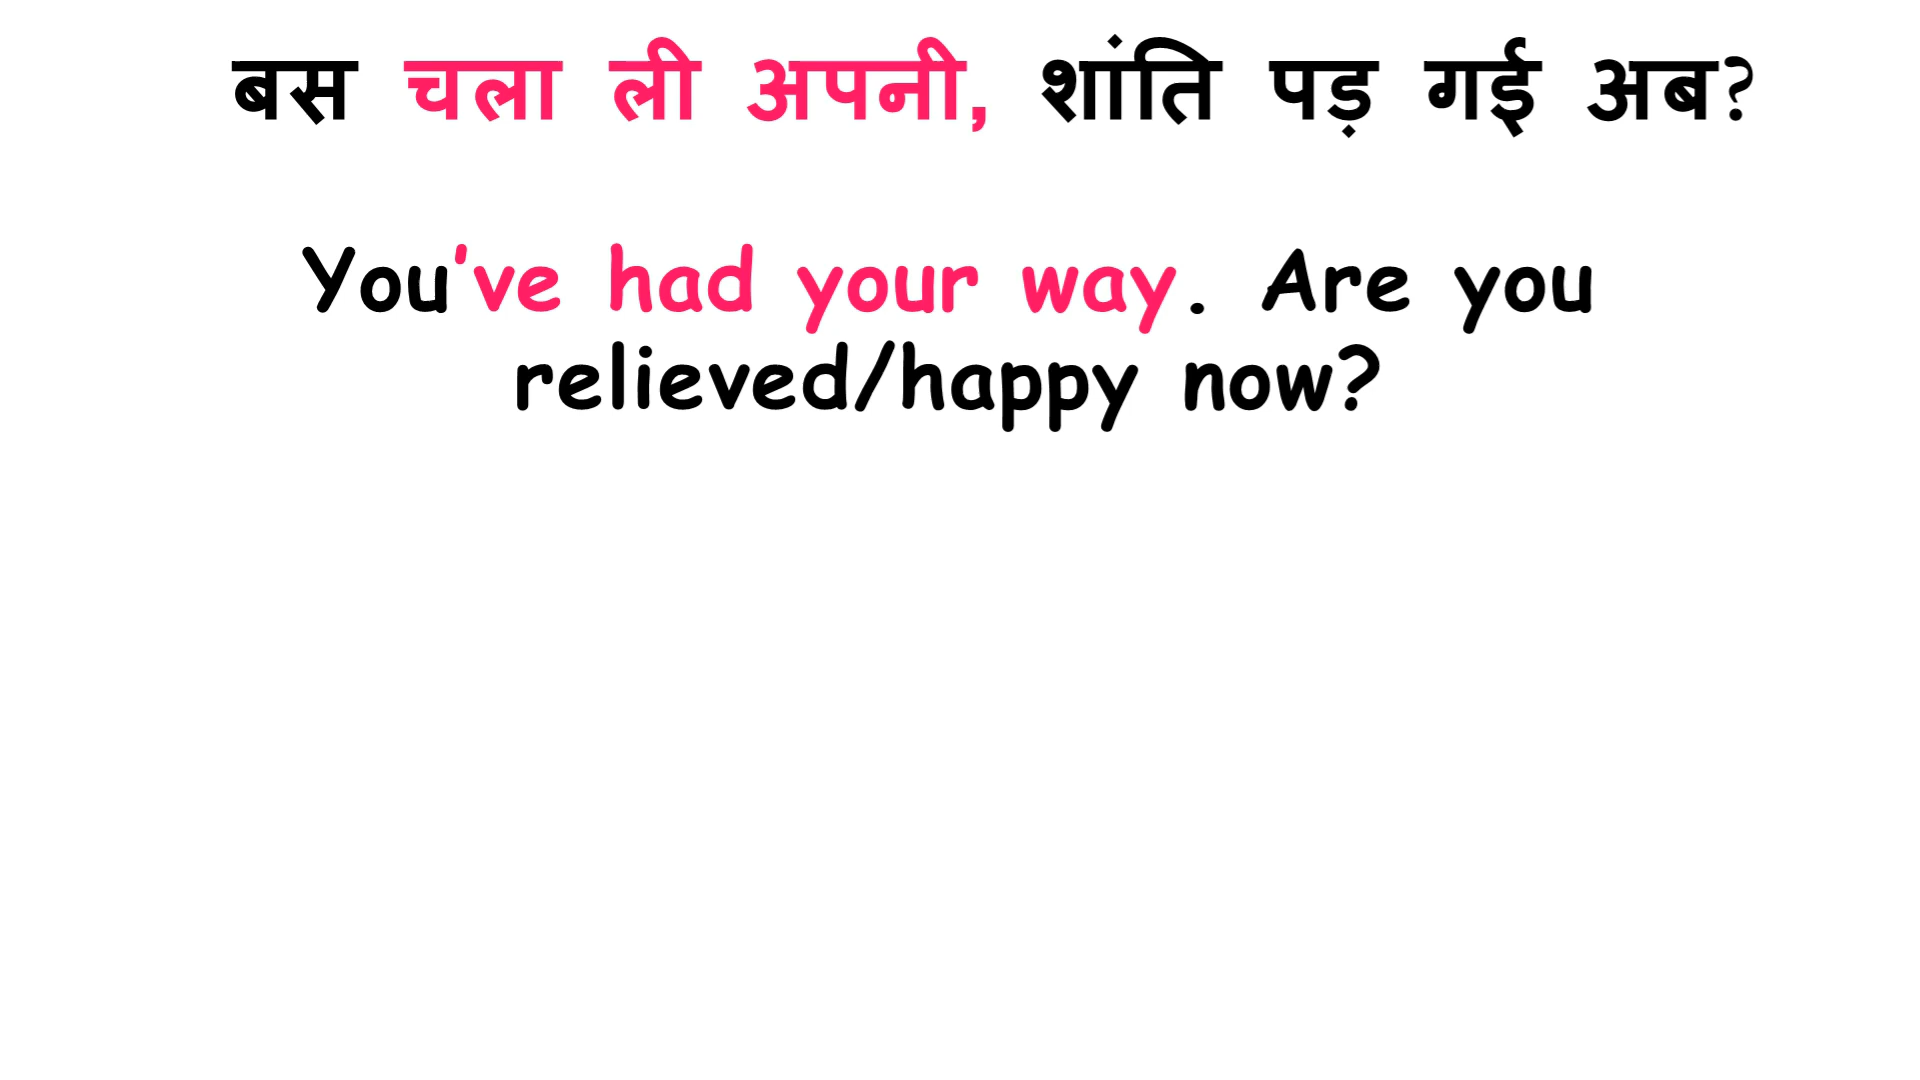 बस चला ली अपनी, शांति पड़ गई अब?
You've had your way. Are you
relieved/happy now?